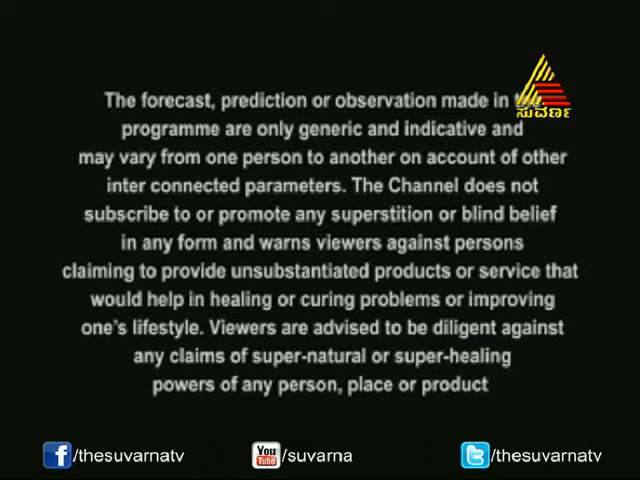 ಸುವರ್ಣ
The forecast, prediction or observation made in
programme are only generic and indicative and
may vary from one person to another on account of other
inter connected parameters. The Channel does not
subscribe to or promote any superstition or blind belief
in any form and warns viewers against persons
claiming to provide unsubstantiated products or service that
would help in healing or curing problems or improving
one's lifestyle. Viewers are advised to be diligent against
any claims of super-natural or super-healing
powers of any person, place or product
f/thesuvarnatv
You Tube/suvarna
t/thesuvarnatv